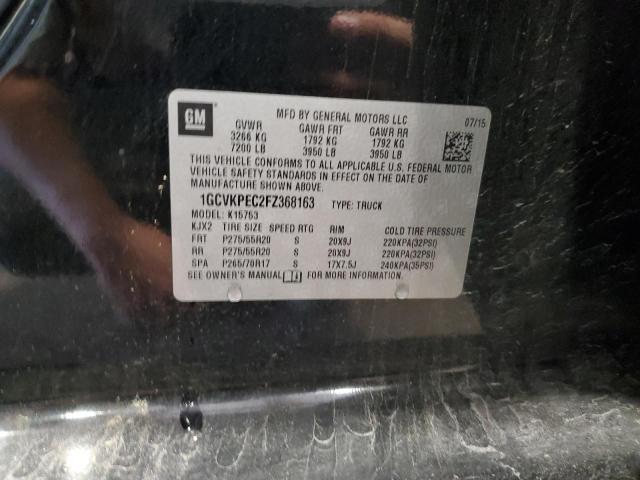 GM
MFD BY GENERAL MOTORS LLC 07/15
GVWR GAWR FRT GAWR RR
3266 KG 1792 KG 1792 KG
7200 LB 3950 LB 3950 LB
THIS VEHICLE CONFORMS TO ALL APPLICABLE U.S. FEDERAL MOTOR
VEHICLE SAFETY STANDARDS IN EFFECT ON THE DATE OF
MANUFACTURE SHOWN ABOVE.
1GCVKPEC2FZ368163 TYPE: TRUCK
MODEL: K15753
KJX2 TIRE SIZE SPEED RTG RIM COLD TIRE PRESSURE
FRT P275/55R20 S 20X9J 220KPA(32PSI)
RR P275/55R20 S 20X9J 220KPA(32PSI)
SPA P265/70R17 S 17X7.5J 240KPA(35PSI)
SEE OWNER'S MANUAL FOR MORE INFORMATION.